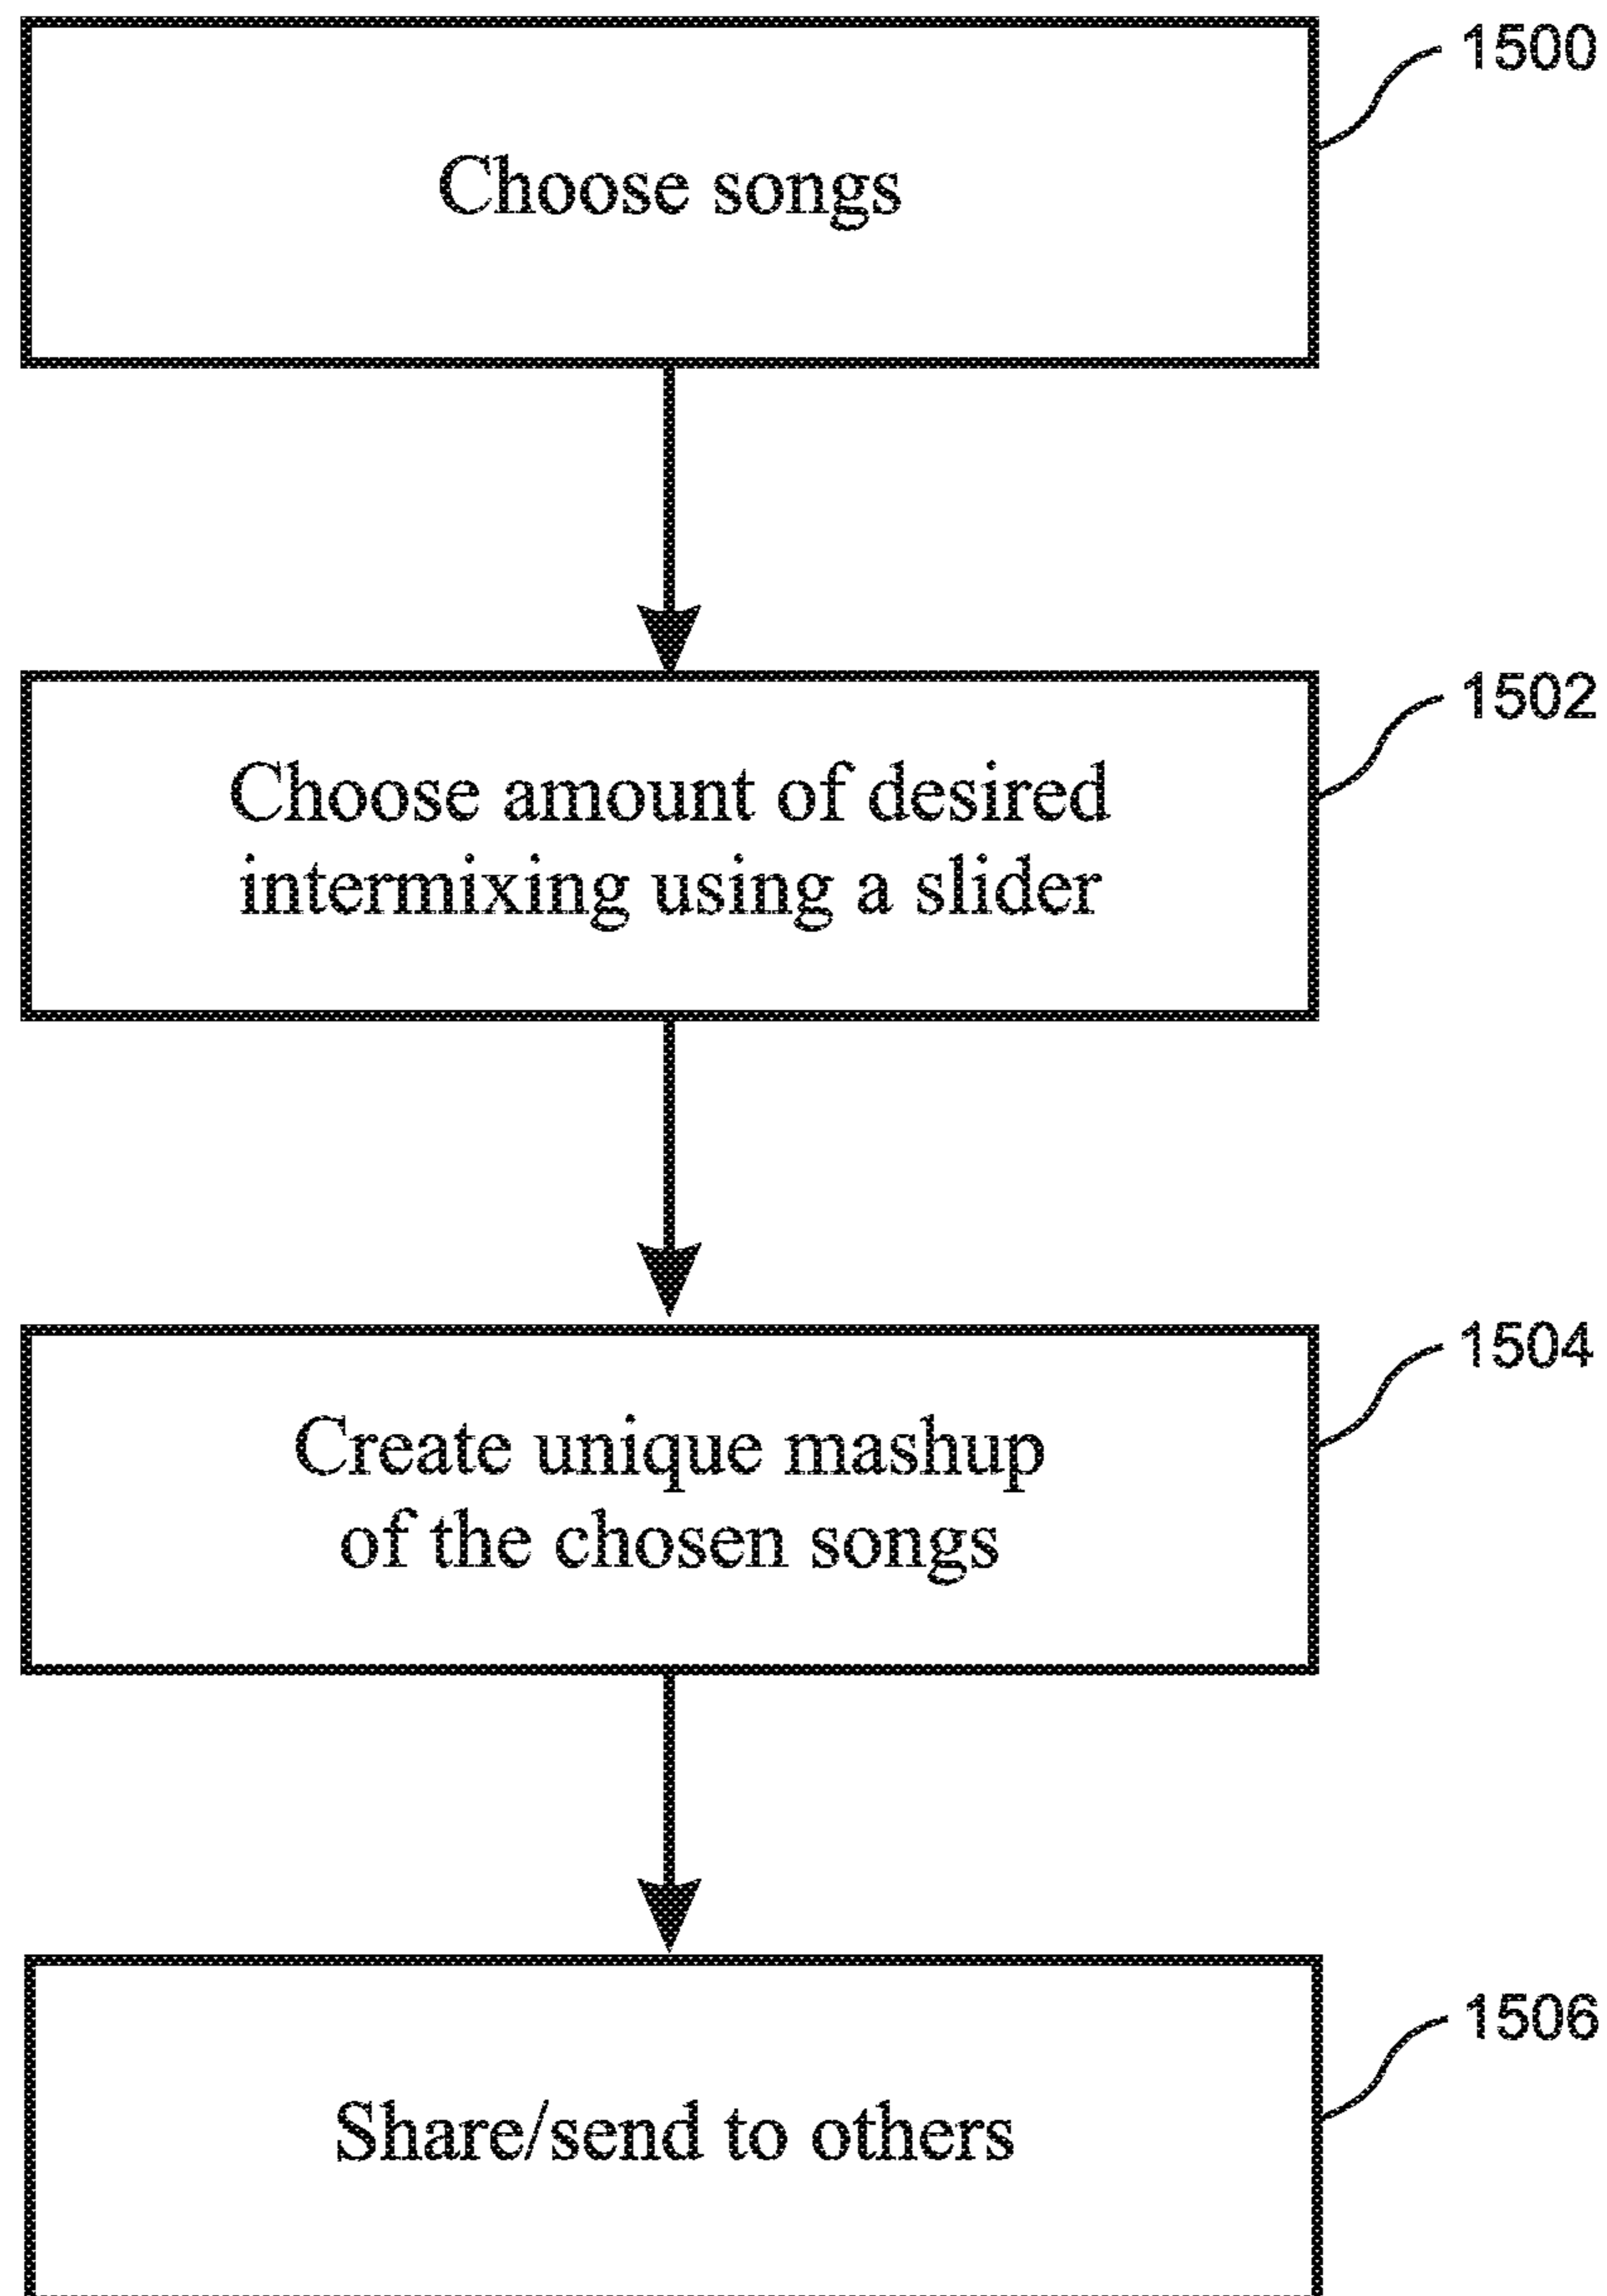 1500
Choose songs
1502
Choose amount of desired
intermixing using a slider
1504
Create unique mashup
of the chosen songs
1506
Share/send to others